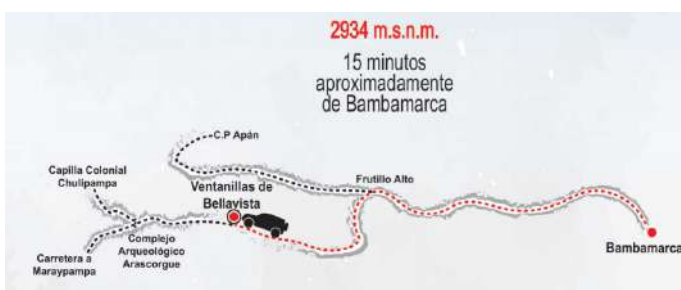 2934 m.s.n.m.
15 minutos
aproximadamente
de Bambamarca
C.P Apán
Capilla Colonial
Chulipampa
Ventanillas de
Bellavista
Frutillo Alto
Complejo
Arqueológico
Arascorgue
Carretera a
Maraypampa
Bambamarca